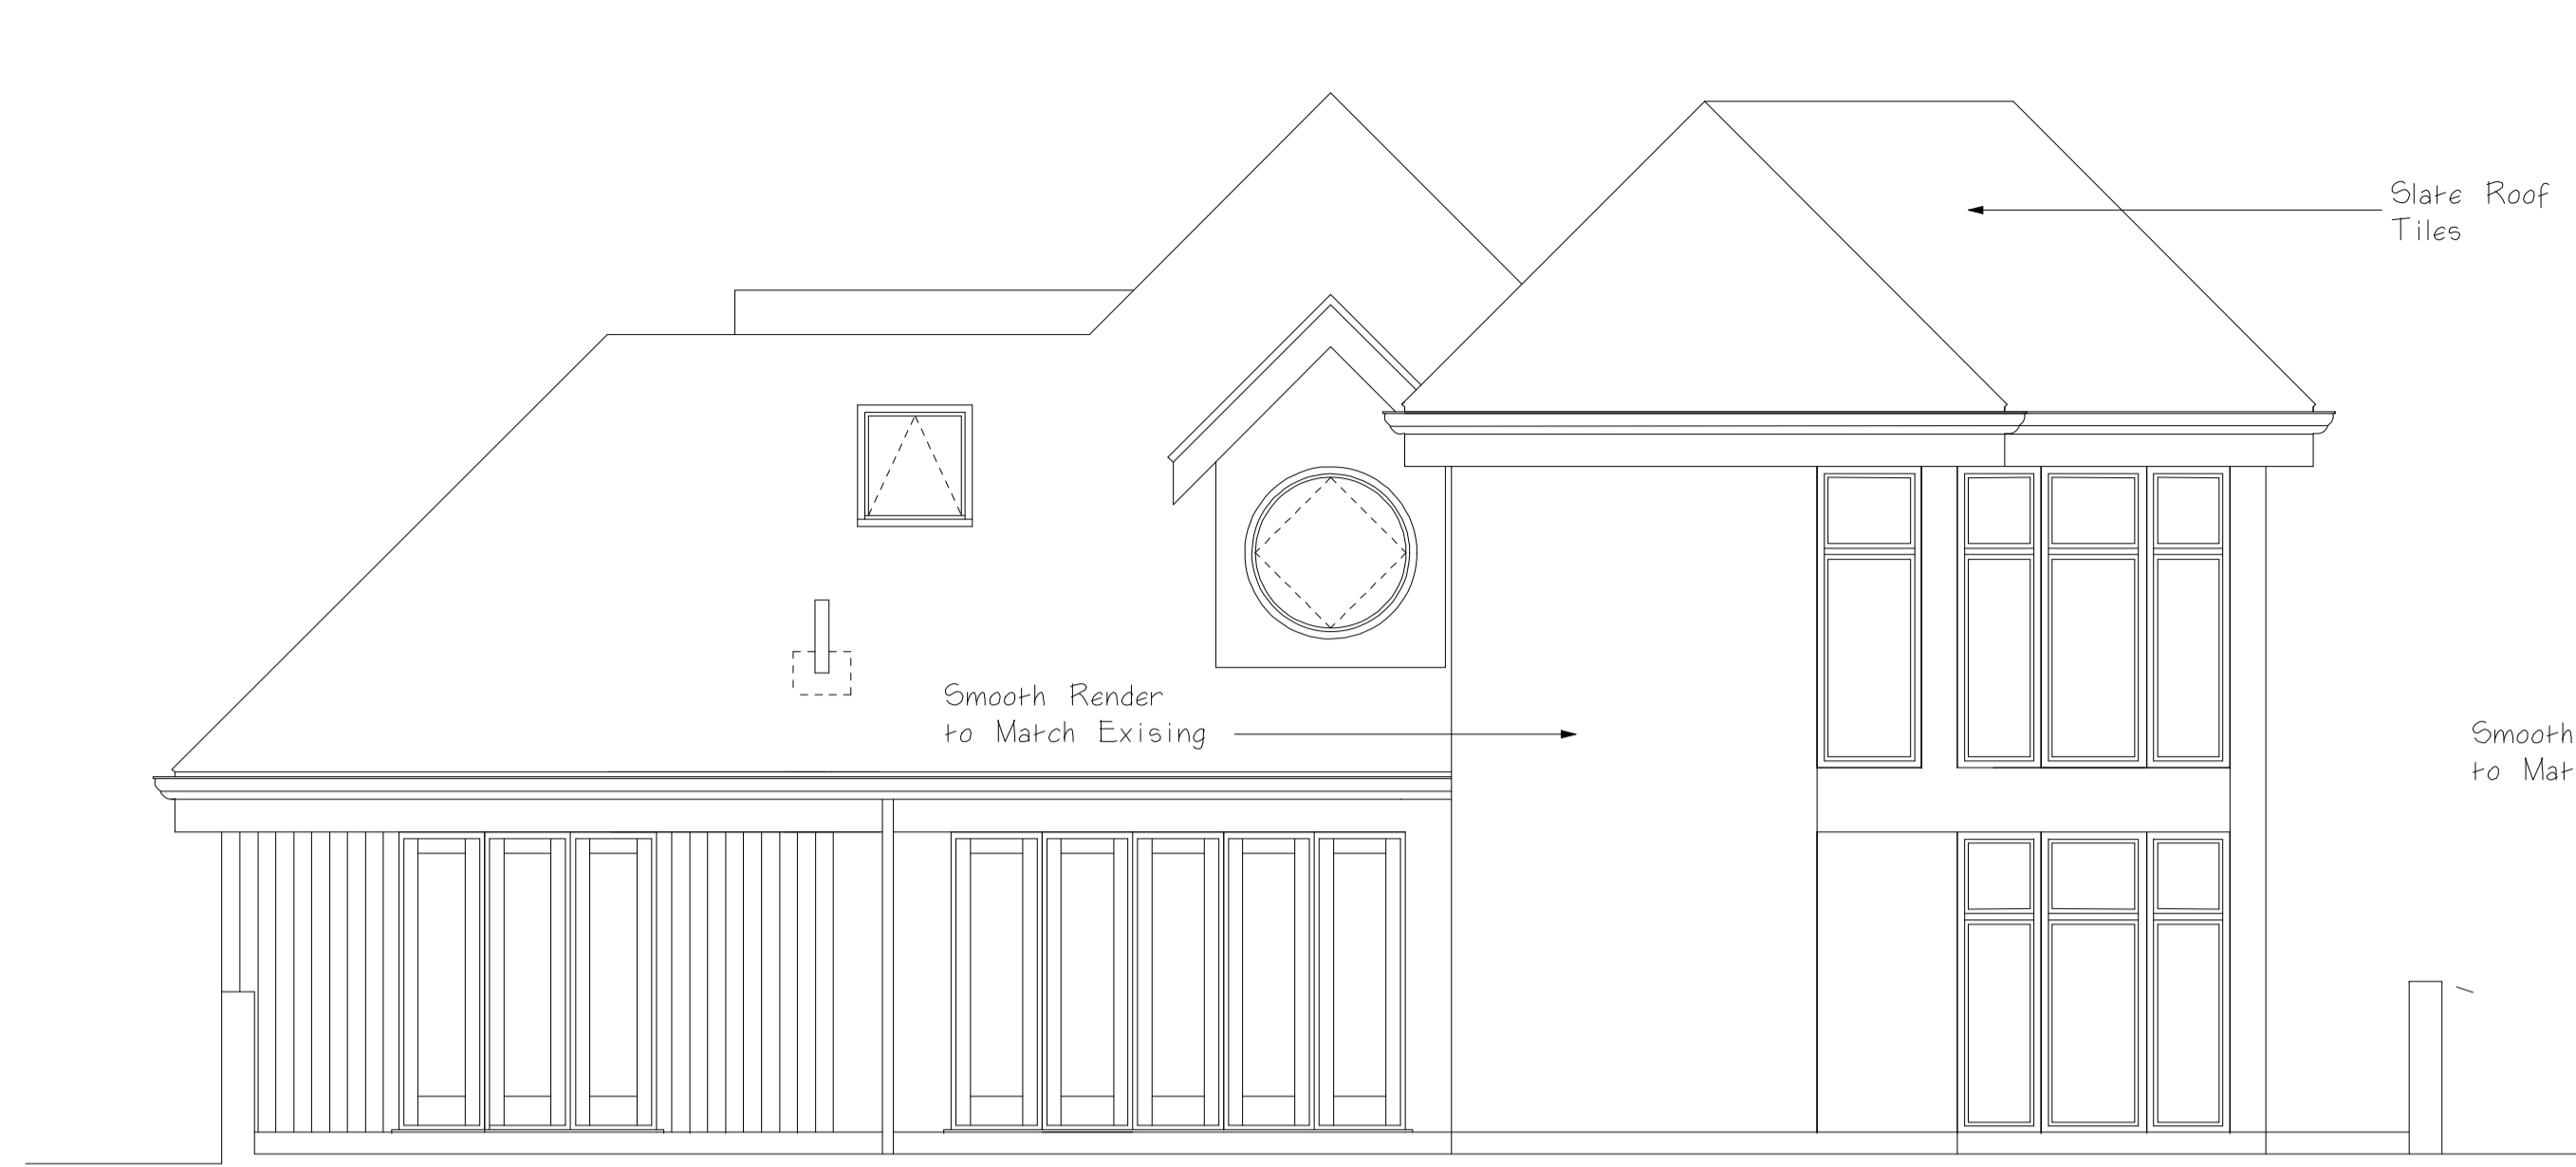 Slate Roof
Tiles
Smooth Render
to Match Exising
Smooth
to Mat